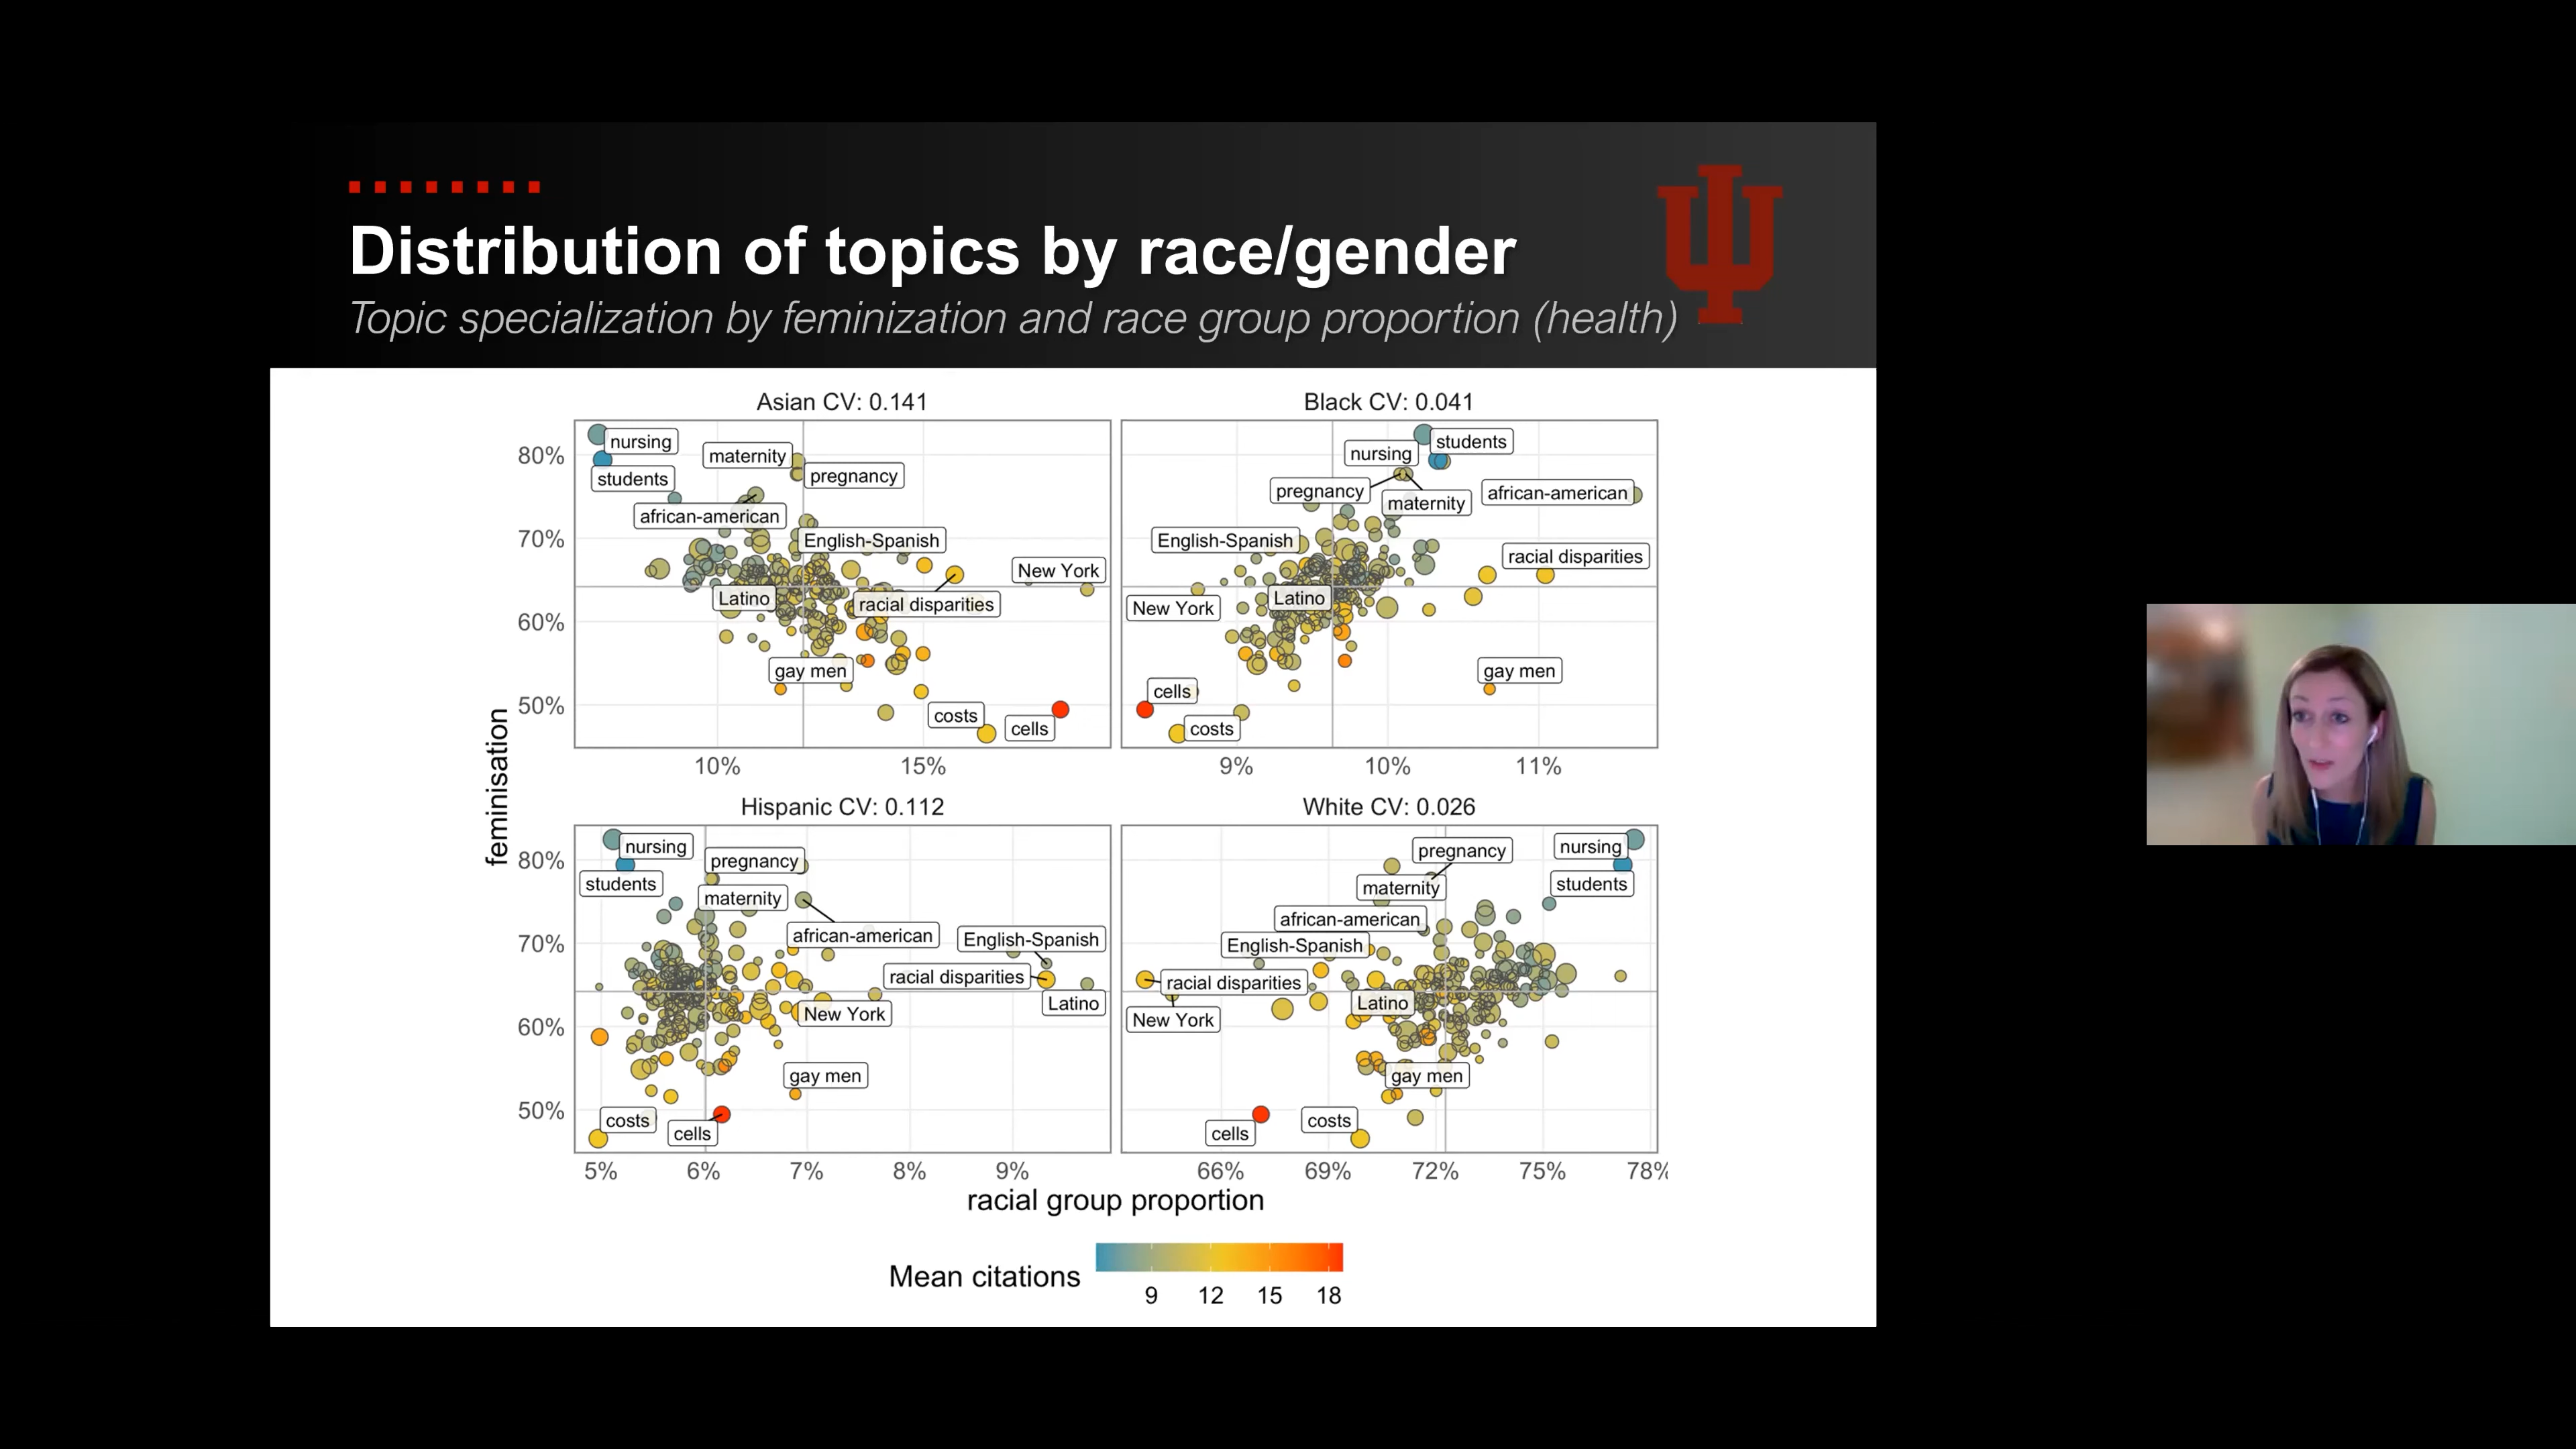 Distribution of topics by race/gender
Topic specialization by feminization and race group proportion (health)
Asian CV: 0.141
nursing
maternity
students
pregnancy
african-american
English-Spanish
New York
Latino
racial disparities
gay men
costs
cells
80%
70%
60%
50%
10%
15%
Black CV: 0.041
students
nursing
pregnancy
maternity
african-american
English-Spanish
racial disparities
New York
Latino
gay men
cells
costs
9%
10%
11%
feminisation
Hispanic CV: 0.112
nursing
pregnancy
students
maternity
african-american
English-Spanish
racial disparities
Latino
New York
gay men
costs
cells
80%
70%
60%
50%
5%
6%
7%
8%
9%
White CV: 0.026
pregnancy
nursing
maternity
students
african-american
English-Spanish
racial disparities
Latino
New York
gay men
cells
costs
66%
69%
72%
75%
78%
racial group proportion
Mean citations
9
12
15
18